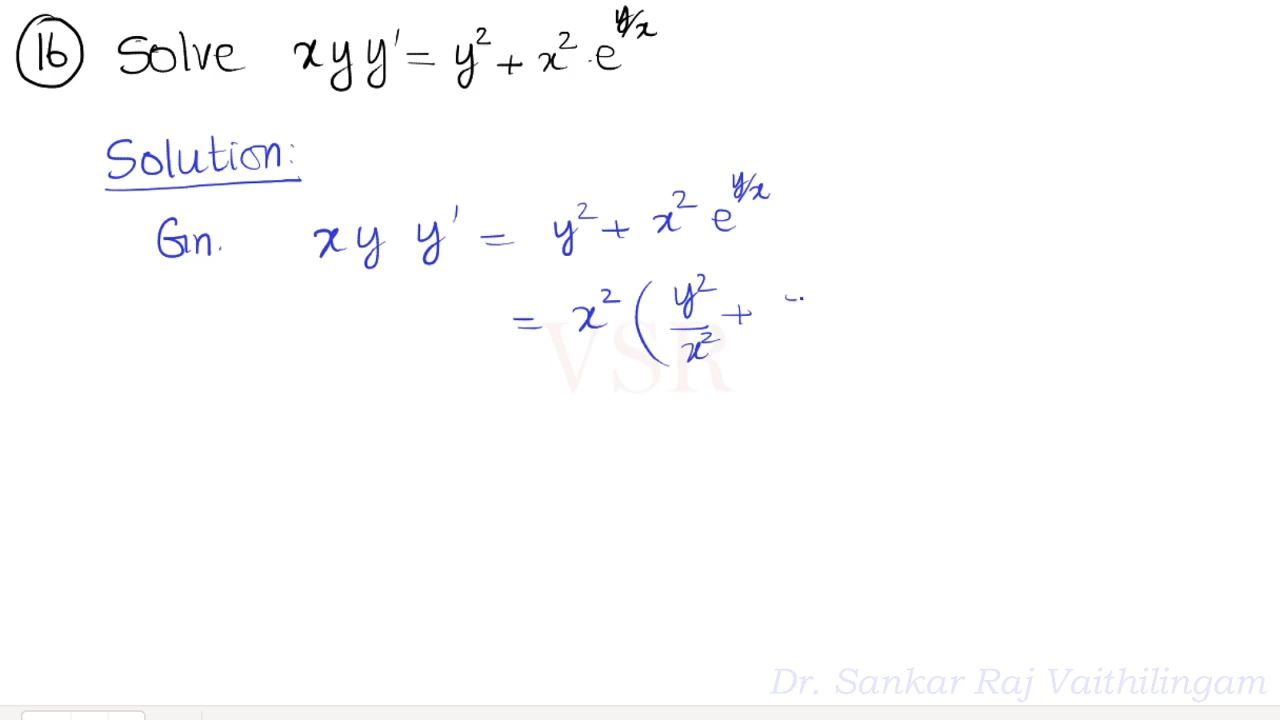 16 Solve xyy' = y² + x².e^{y/x}
Solution:
Gn. xy y' = y² + x² e^{y/x}
= x² ( y²/x² +
VSR
Dr. Sankar Raj Vaithilingam